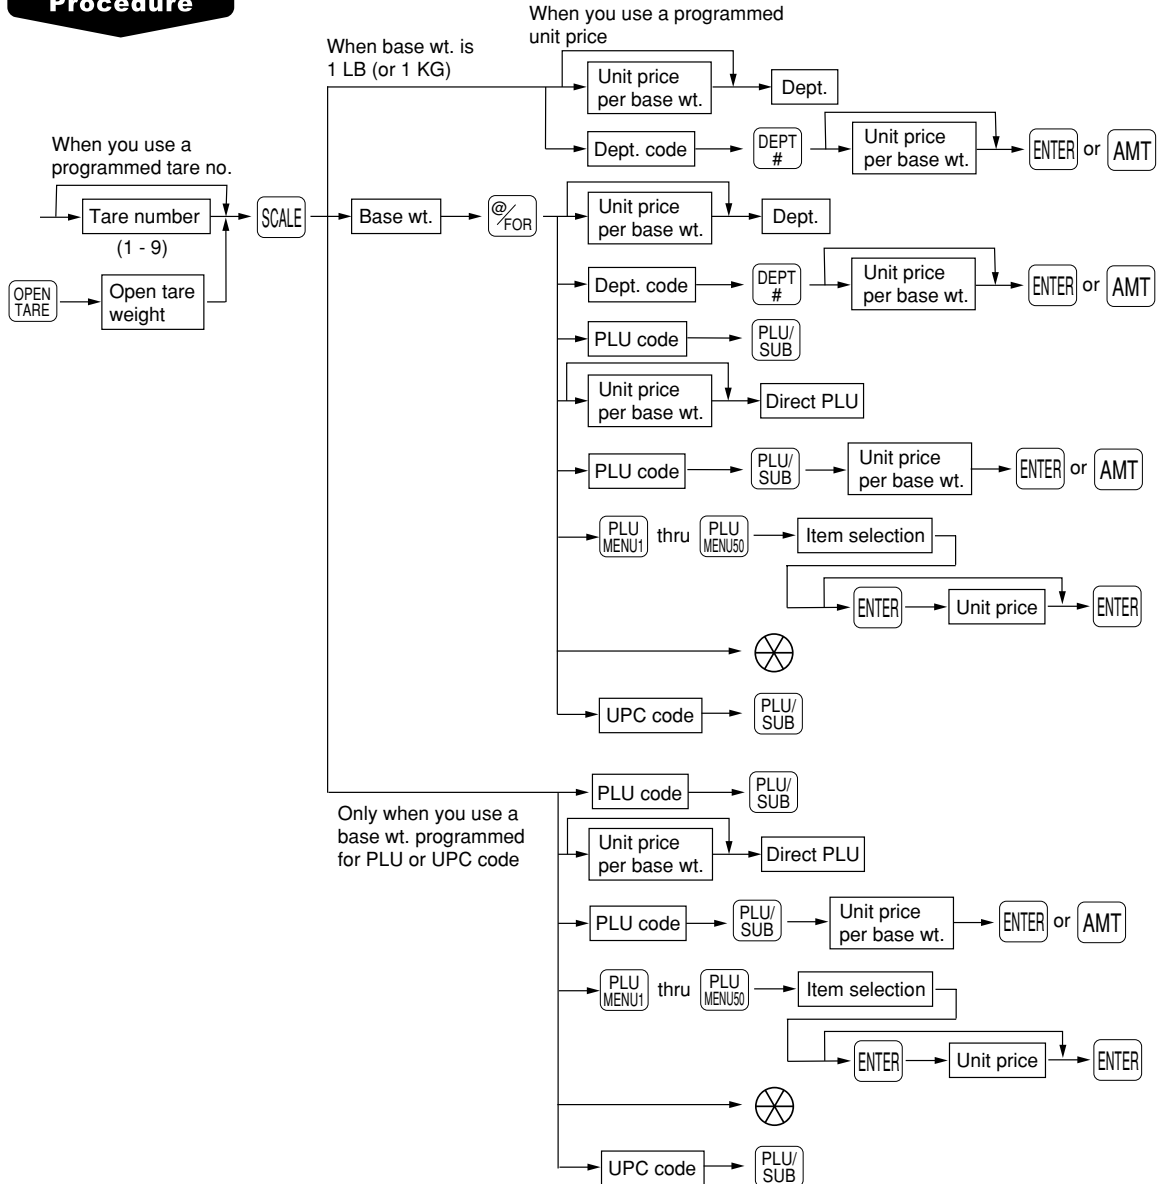 Procedure
When you use a programmed
unit price
When base wt. is
1 LB (or 1 KG)
Unit price
per base wt.
Dept.
Dept. code
DEPT
#
Unit price
per base wt.
ENTER or AMT
When you use a
programmed tare no.
Tare number
(1 - 9)
SCALE
Base wt.
@/FOR
Unit price
per base wt.
Dept.
OPEN
TARE
Open tare
weight
Dept. code
DEPT
#
Unit price
per base wt.
ENTER or AMT
PLU code
PLU/
SUB
Unit price
per base wt.
Direct PLU
PLU code
PLU/
SUB
Unit price
per base wt.
ENTER or AMT
PLU
MENU1
thru
PLU
MENU50
Item selection
ENTER
Unit price
ENTER
UPC code
PLU/
SUB
Only when you use a
base wt. programmed
for PLU or UPC code
PLU code
PLU/
SUB
Unit price
per base wt.
Direct PLU
PLU code
PLU/
SUB
Unit price
per base wt.
ENTER or AMT
PLU
MENU1
thru
PLU
MENU50
Item selection
ENTER
Unit price
ENTER
UPC code
PLU/
SUB